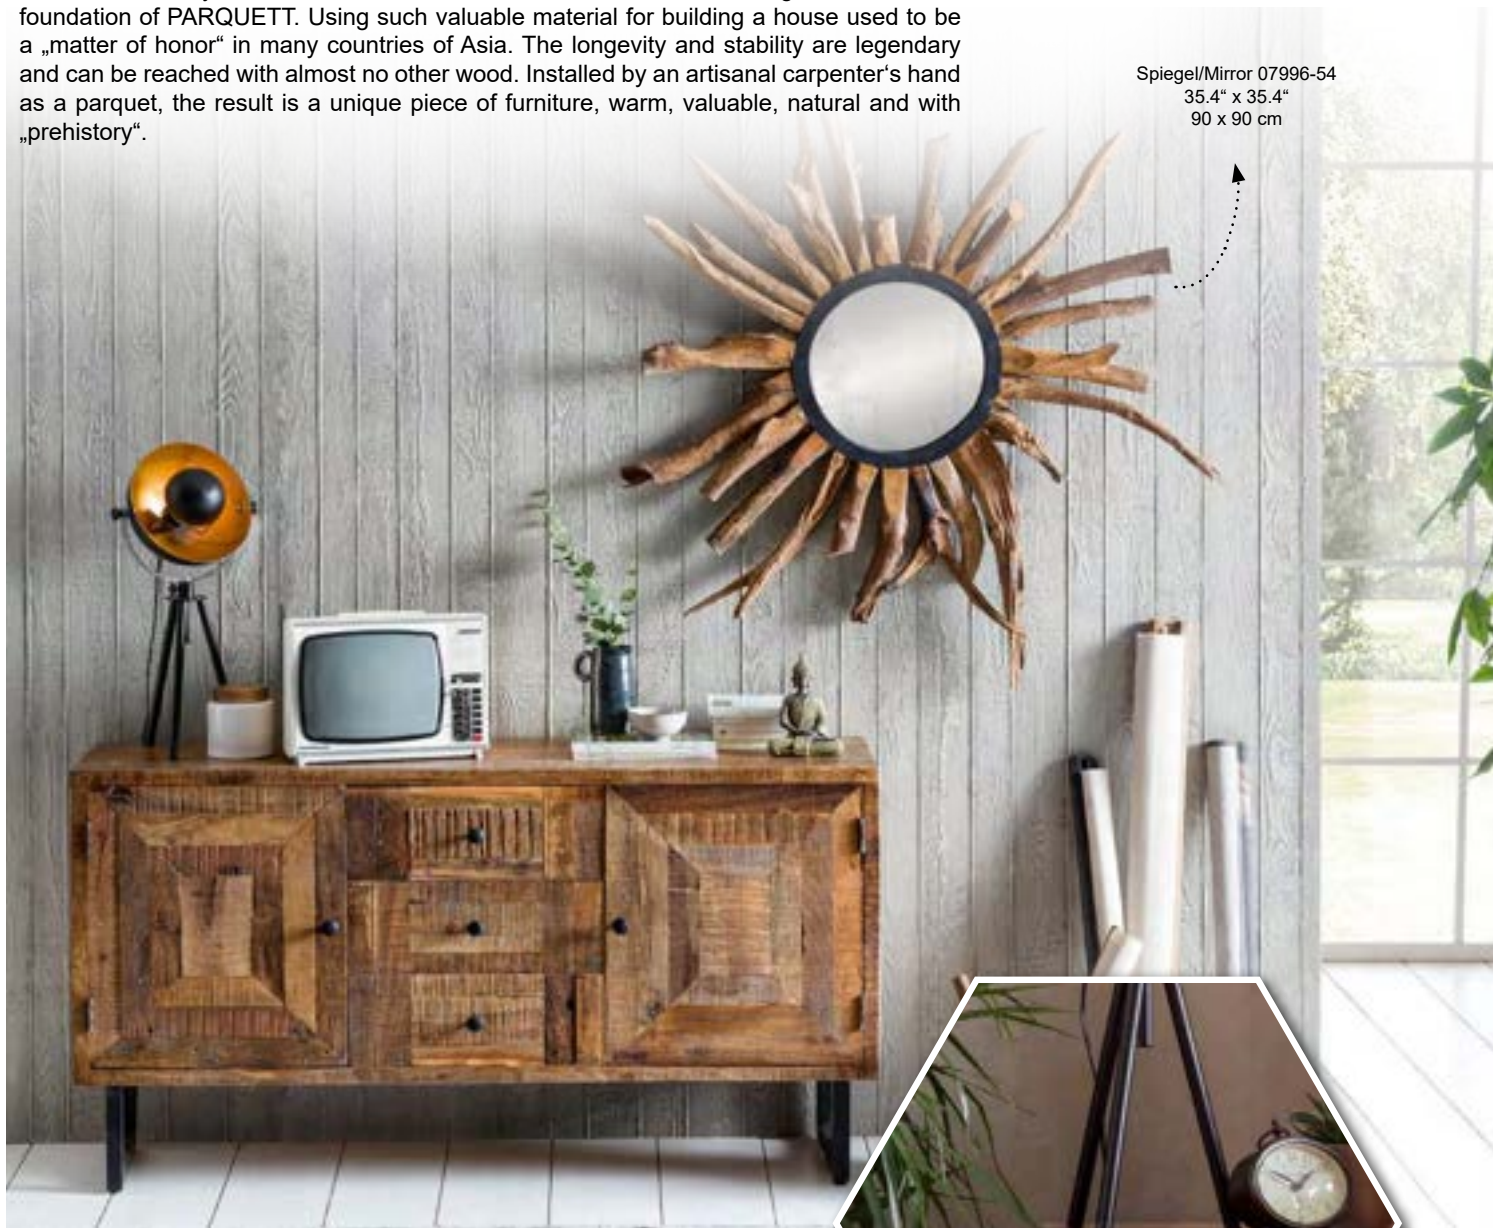 foundation of PARQUETT. Using such valuable material for building a house used to be
a „matter of honor“ in many countries of Asia. The longevity and stability are legendary
and can be reached with almost no other wood. Installed by an artisanal carpenter‘s hand
as a parquet, the result is a unique piece of furniture, warm, valuable, natural and with
„prehistory“.
Spiegel/Mirror 07996-54
35.4“ x 35.4“
90 x 90 cm